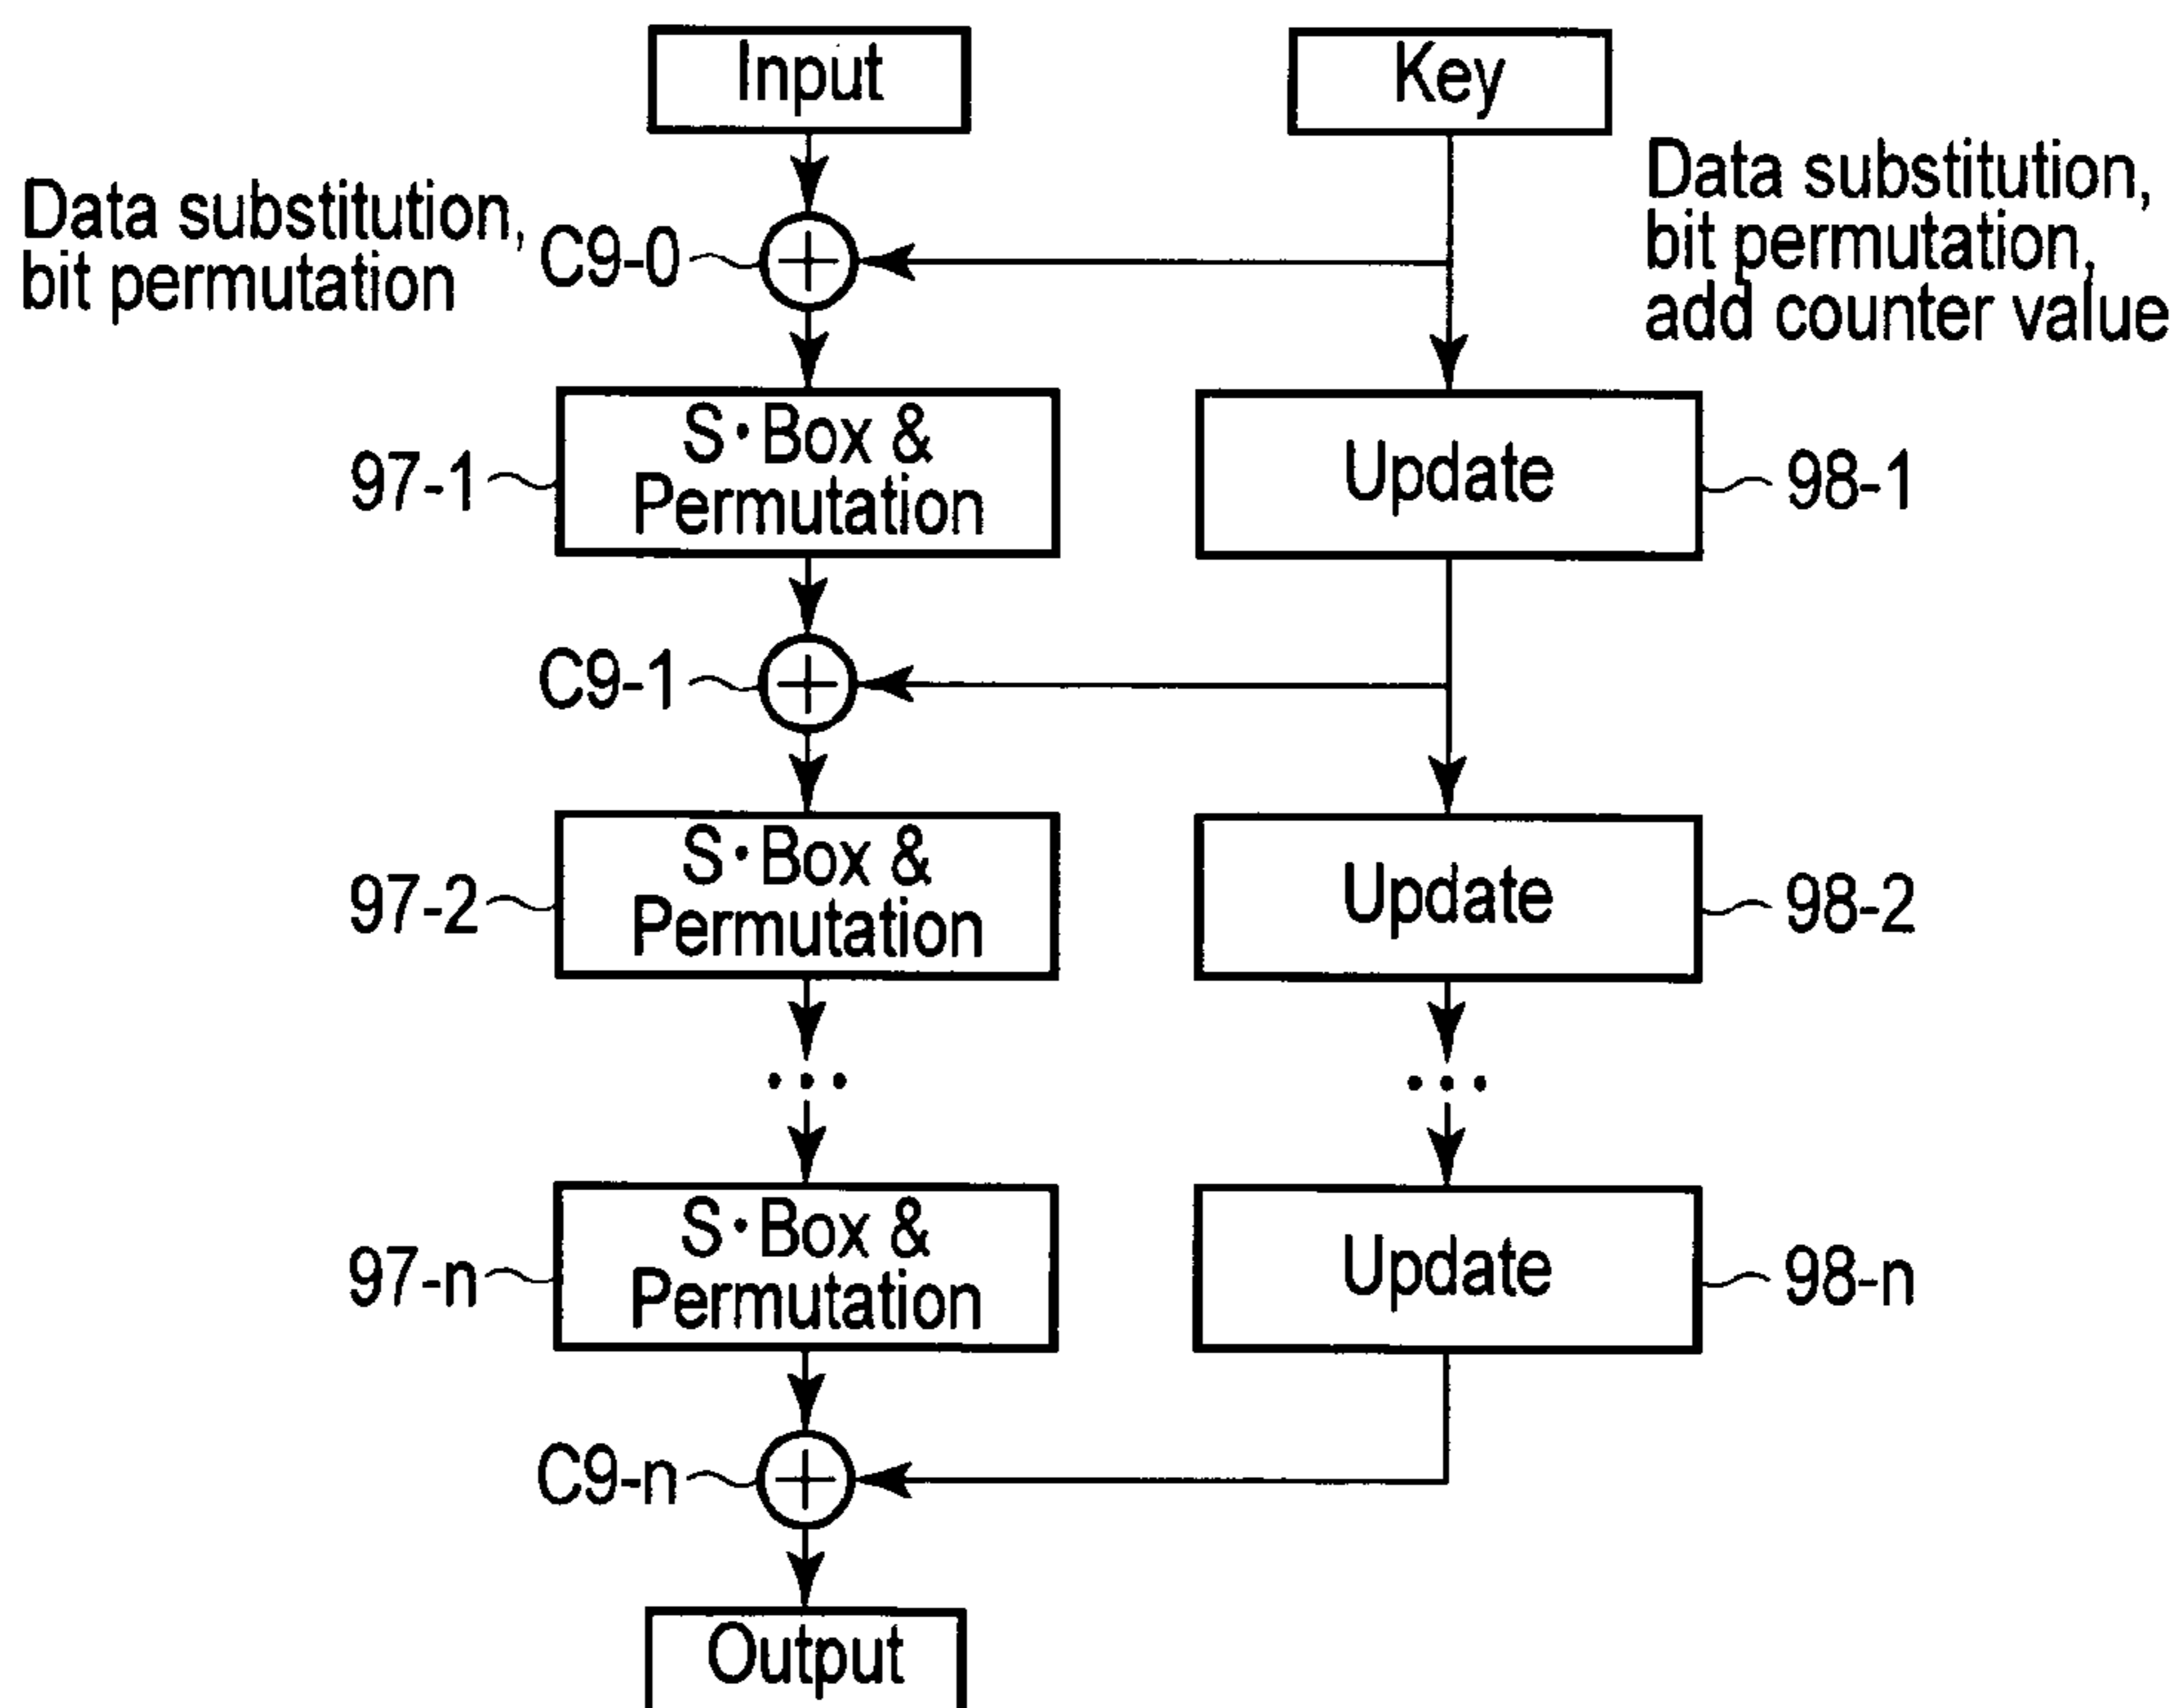 Input
Key
Data substitution,
bit permutation
C9-0
Data substitution,
bit permutation,
add counter value
97-1
S·Box &
Permutation
Update
98-1
C9-1
97-2
S·Box &
Permutation
Update
98-2
...
...
97-n
S·Box &
Permutation
Update
98-n
C9-n
Output